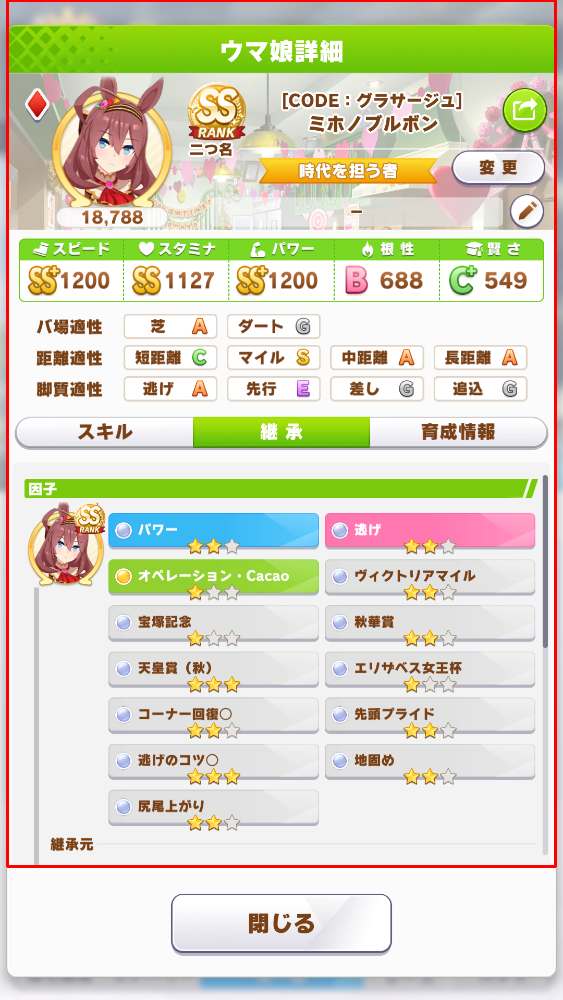 ウマ娘詳細
SS
RANK
二つ名
[CODE：グラサージュ]
ミホノブルボン
時代を担う者
変更
18,788
ー
スピード スタミナ パワー 根性 賢さ
SS+ 1200 SS 1127 SS+ 1200 B 688 C+ 549
バ場適性 芝 A ダート G
距離適性 短距離 C マイル S 中距離 A 長距離 A
脚質適性 逃げ A 先行 E 差し G 追込 G
スキル 継承 育成情報
因子
SS
RANK
パワー 逃げ
オペレーション・Cacao ヴィクトリアマイル
宝塚記念 秋華賞
天皇賞（秋） エリザベス女王杯
コーナー回復○ 先頭プライド
逃げのコツ○ 地固め
尻尾上がり
継承元
閉じる